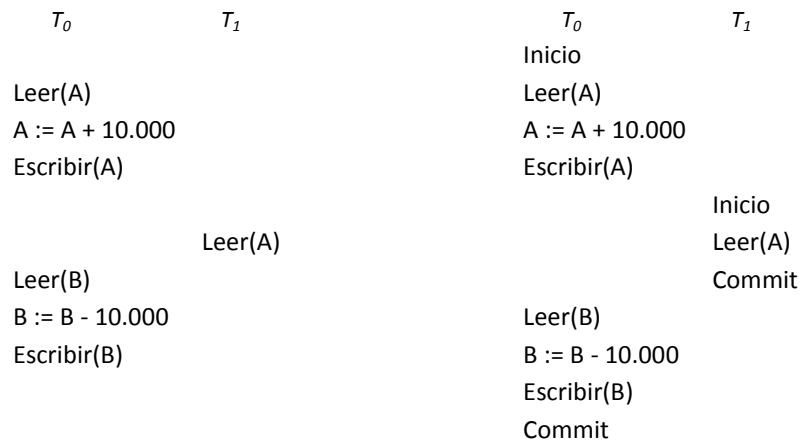 T₀ T₁
Leer(A)
A := A + 10.000
Escribir(A)
Leer(A)
Leer(B)
B := B - 10.000
Escribir(B)
T₀ T₁
Inicio
Leer(A)
A := A + 10.000
Escribir(A)
Inicio
Leer(A)
Commit
Leer(B)
B := B - 10.000
Escribir(B)
Commit